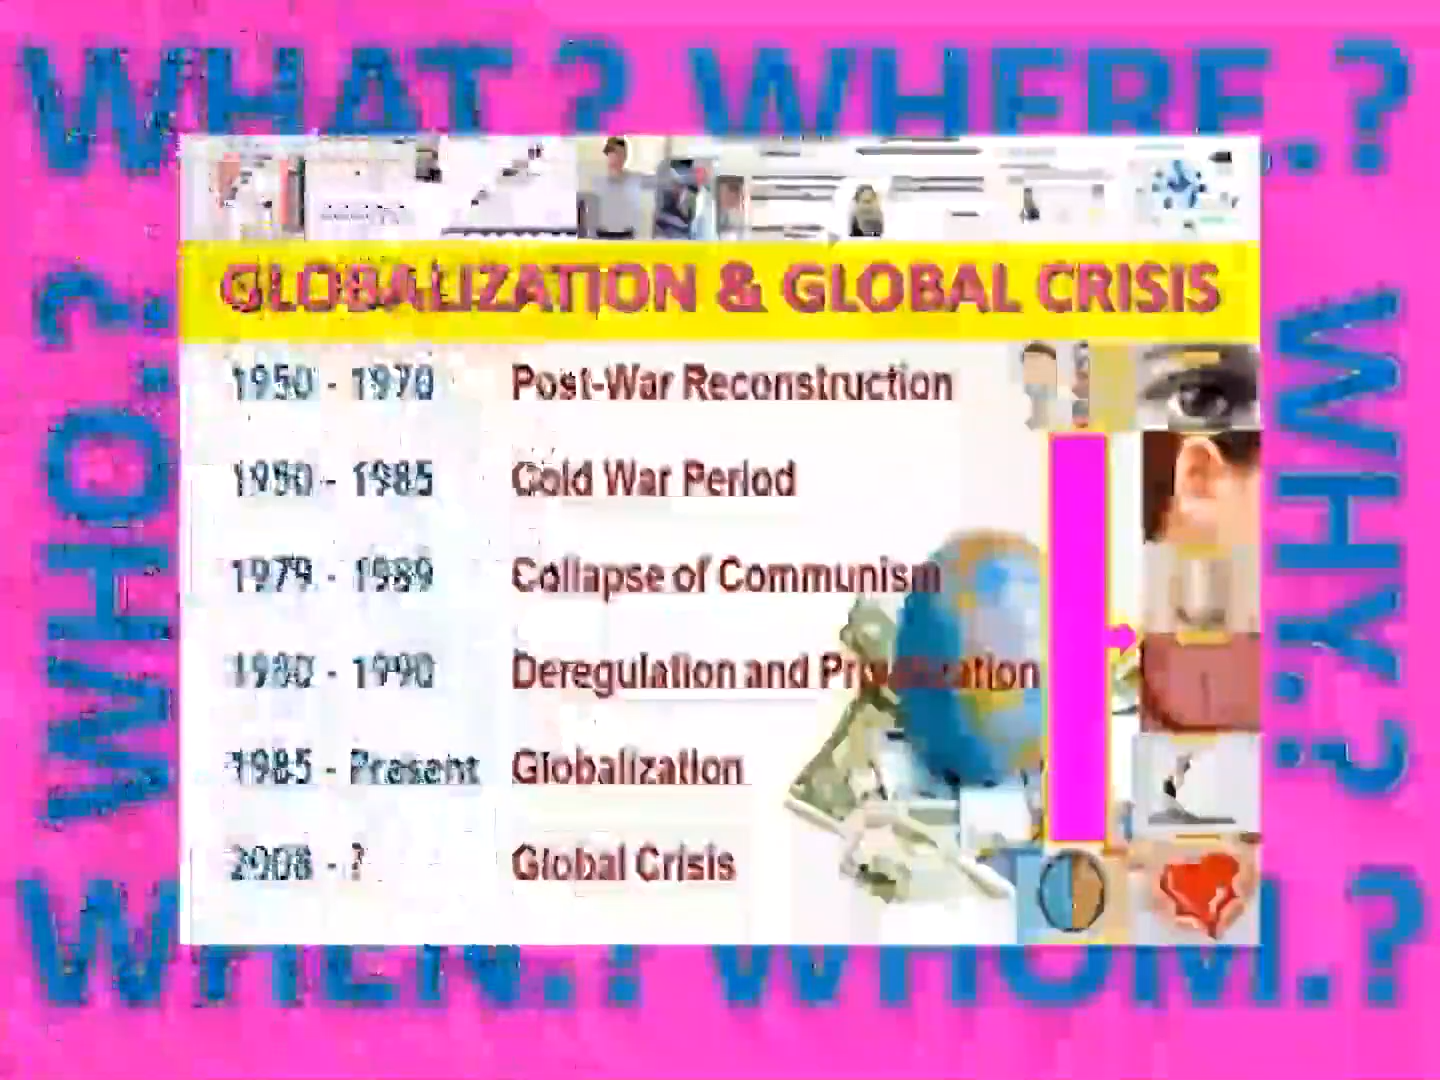 WHAT ? WHERE.?
WHO.?
WHY.?
GLOBALIZATION & GLOBAL CRISIS
1950 - 1970 Post-War Reconstruction
1950 - 1985 Cold War Period
1979 - 1989 Collapse of Communism
1980 - 1990 Deregulation and Privatization
1985 - Present Globalization
2008 - ? Global Crisis
WHEN.? WHOM.?